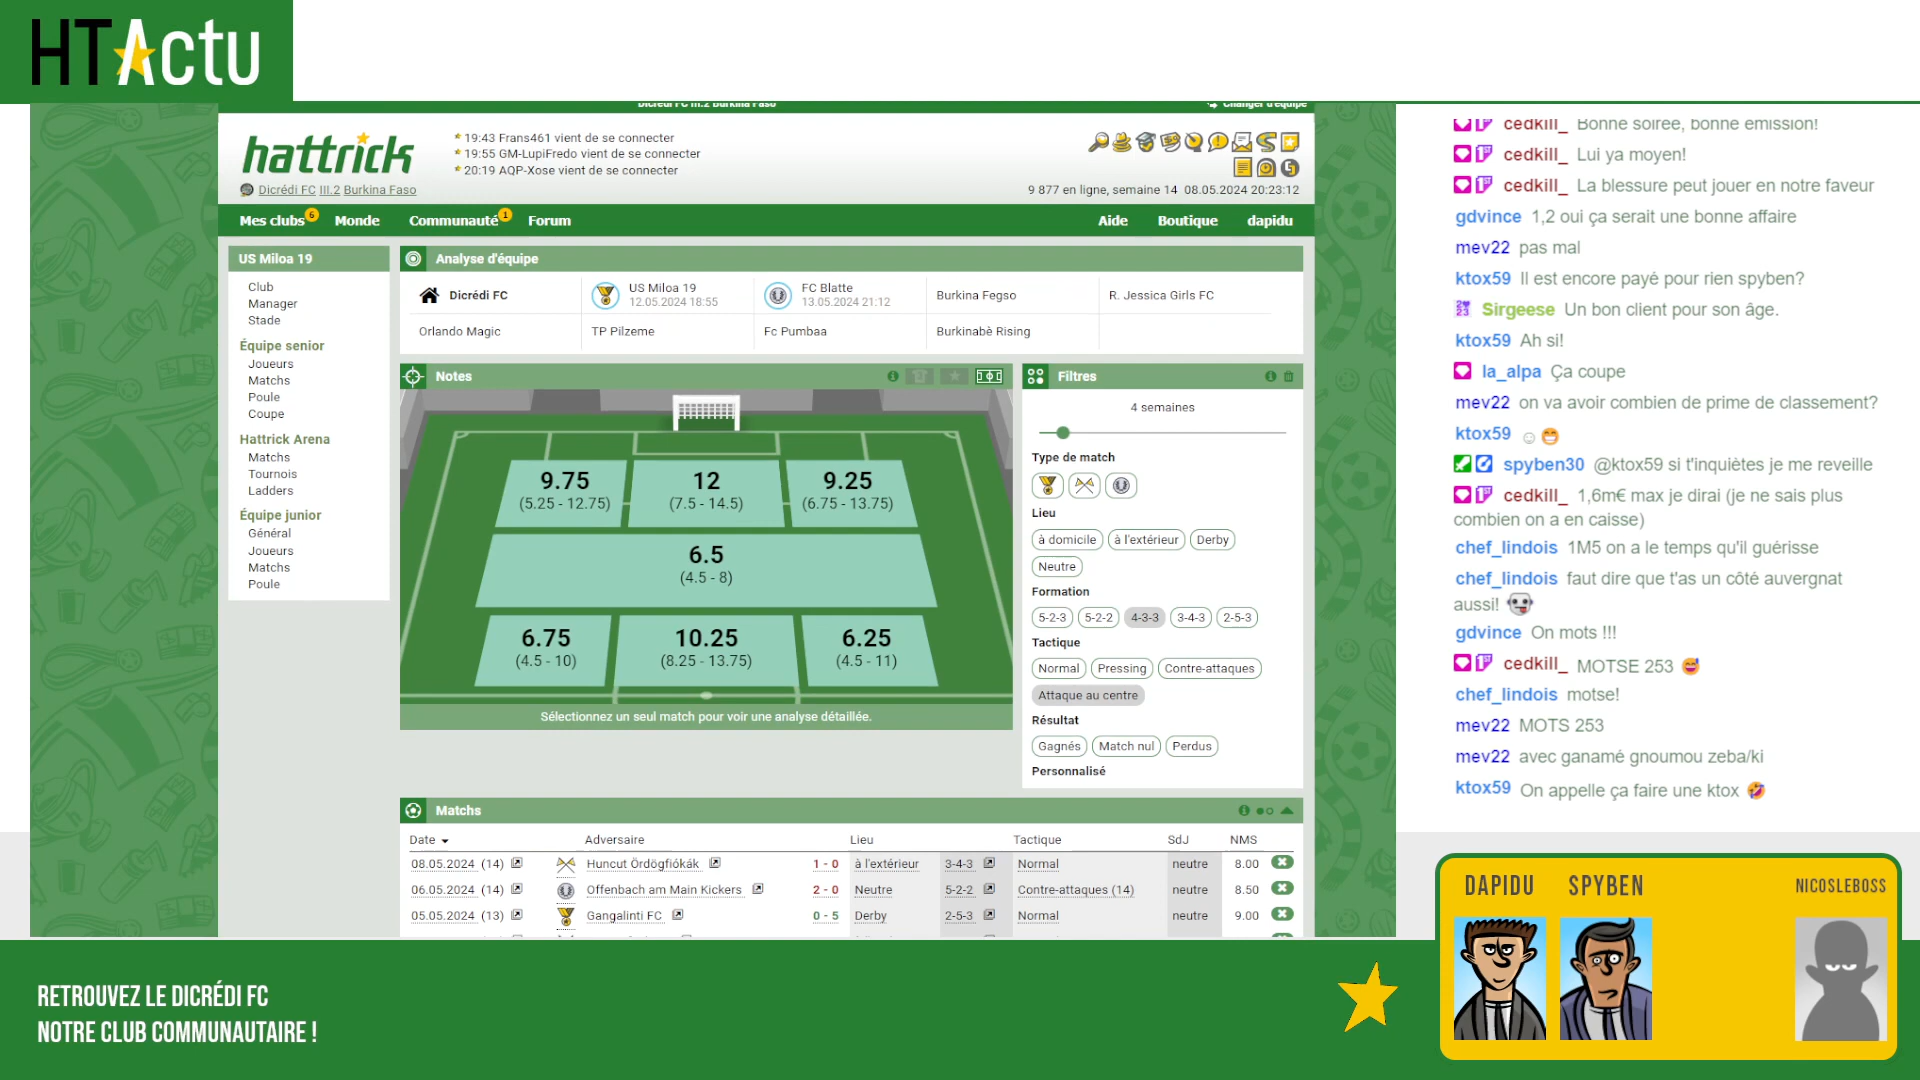 HTActu
Dicrédi FC III.2 Burkina Faso
Changer d'équipe
hattrick
19:43 Frans461 vient de se connecter
19:55 GM-LupiFredo vient de se connecter
20:19 AQP-Xose vient de se connecter
Dicrédi FC III.2 Burkina Faso
9 877 en ligne, semaine 14 08.05.2024 20:23:12
Mes clubs 6 Monde Communauté 1 Forum Aide Boutique dapidu
US Miloa 19
Club
Manager
Stade
Équipe senior
Joueurs
Matchs
Poule
Coupe
Hattrick Arena
Matchs
Tournois
Ladders
Équipe junior
Général
Joueurs
Matchs
Poule
Analyse d'équipe
Dicrédi FC
US Miloa 19
12.05.2024 18:55
FC Blatte
13.05.2024 21:12
Burkina Fegso
R. Jessica Girls FC
Orlando Magic
TP Pilzeme
Fc Pumbaa
Burkinabè Rising
Notes
9.75
(5.25 - 12.75)
12
(7.5 - 14.5)
9.25
(6.75 - 13.75)
6.5
(4.5 - 8)
6.75
(4.5 - 10)
10.25
(8.25 - 13.75)
6.25
(4.5 - 11)
Sélectionnez un seul match pour voir une analyse détaillée.
Filtres
4 semaines
Type de match
Lieu
à domicile à l'extérieur Derby
Neutre
Formation
5-2-3 5-2-2 4-3-3 3-4-3 2-5-3
Tactique
Normal Pressing Contre-attaques
Attaque au centre
Résultat
Gagnés Match nul Perdus
Personnalisé
Matchs
Date Adversaire Lieu Tactique SdJ NMS
08.05.2024 (14) Huncut Ördögfiókák 1 - 0 à l'extérieur 3-4-3 Normal neutre 8.00
06.05.2024 (14) Offenbach am Main Kickers 2 - 0 Neutre 5-2-2 Contre-attaques (14) neutre 8.50
05.05.2024 (13) Gangalinti FC 0 - 5 Derby 2-5-3 Normal neutre 9.00
cedkill_ Bonne soirée, bonne émission!
cedkill_ Lui ya moyen!
cedkill_ La blessure peut jouer en notre faveur
gdvince 1,2 oui ça serait une bonne affaire
mev22 pas mal
ktox59 Il est encore payé pour rien spyben?
Sirgeese Un bon client pour son âge.
ktox59 Ah si!
la_alpa Ça coupe
mev22 on va avoir combien de prime de classement?
ktox59
spyben30 @ktox59 si t'inquiètes je me reveille
cedkill_ 1,6m€ max je dirai (je ne sais plus
combien on a en caisse)
chef_lindois 1M5 on a le temps qu'il guérisse
chef_lindois faut dire que t'as un côté auvergnat
aussi!
gdvince On mots !!!
cedkill_ MOTSE 253
chef_lindois motse!
mev22 MOTS 253
mev22 avec ganamé gnoumou zeba/ki
ktox59 On appelle ça faire une ktox
DAPIDU SPYBEN NICOSLEBOSS
RETROUVEZ LE DICRÉDI FC
NOTRE CLUB COMMUNAUTAIRE !